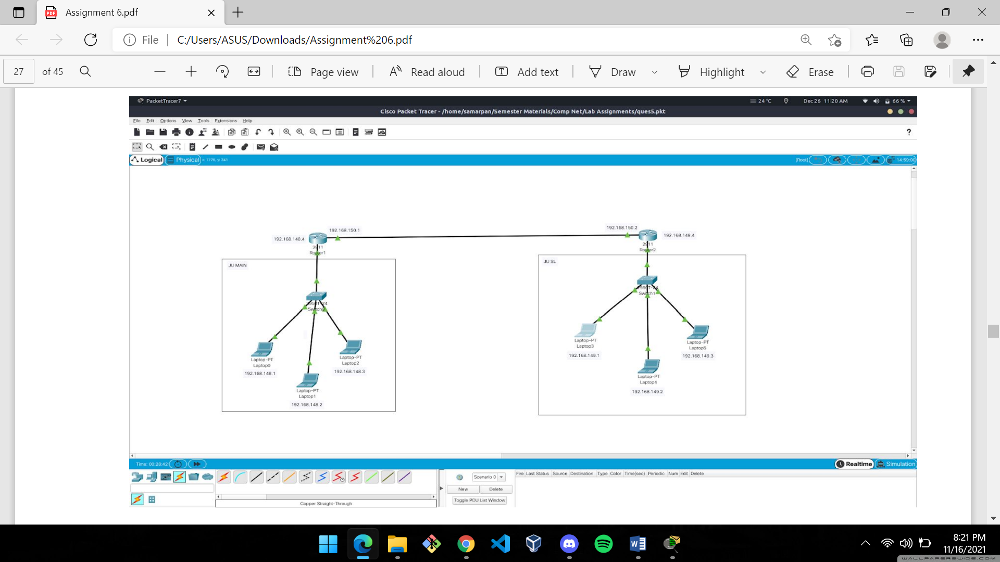 Assignment 6.pdf
File
C:/Users/ASUS/Downloads/Assignment%206.pdf
27 of 45
Page view
Read aloud
Add text
Draw
Highlight
Erase
PacketTracer7
24 °C
Dec 26 11:20 AM
66 %
Cisco Packet Tracer - /home/samarpan/Semester Materials/Comp Net/Lab Assignments/ques5.pkt
File Edit Options View Tools Extensions Help
?
Logical
Physical
x: 1776, y: 341
[Root]
14:59:00
192.168.150.1
192.168.148.4
2911
Router1
192.168.150.2
192.168.149.4
2911
Router2
JU MAIN
2950T-24
Laptop-PT
Laptop0
192.168.148.1
Laptop-PT
Laptop1
192.168.148.2
Laptop-PT
Laptop2
192.168.148.3
JU SL
2950T-24
Switch1
Laptop-PT
Laptop3
192.168.149.1
Laptop-PT
Laptop4
192.168.149.2
Laptop-PT
Laptop5
192.168.149.3
Time: 00:28:42
Realtime
Simulation
Scenario 0
New
Delete
Toggle PDU List Window
Fire Last Status Source Destination Type Color Time(sec) Periodic Num Edit Delete
Copper Straight-Through
8:21 PM
11/16/2021
WALLPAPERSWIDE.COM